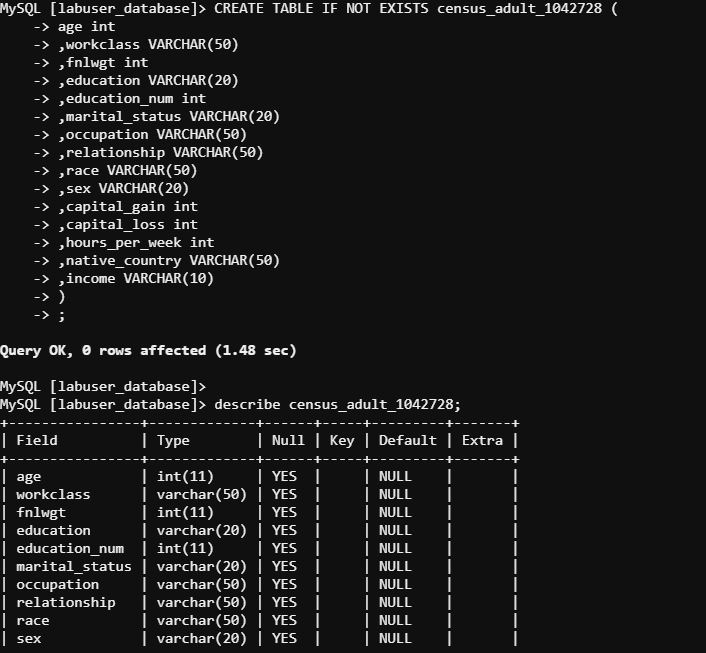 MySQL [labuser_database]> CREATE TABLE IF NOT EXISTS census_adult_1042728 (
    -> age int
    -> ,workclass VARCHAR(50)
    -> ,fnlwgt int
    -> ,education VARCHAR(20)
    -> ,education_num int
    -> ,marital_status VARCHAR(20)
    -> ,occupation VARCHAR(50)
    -> ,relationship VARCHAR(50)
    -> ,race VARCHAR(50)
    -> ,sex VARCHAR(20)
    -> ,capital_gain int
    -> ,capital_loss int
    -> ,hours_per_week int
    -> ,native_country VARCHAR(50)
    -> ,income VARCHAR(10)
    -> )
    -> ;
Query OK, 0 rows affected (1.48 sec)
MySQL [labuser_database]>
MySQL [labuser_database]> describe census_adult_1042728;
+----------------+-------------+------+-----+---------+-------+
| Field          | Type        | Null | Key | Default | Extra |
+----------------+-------------+------+-----+---------+-------+
| age            | int(11)     | YES  |     | NULL    |       |
| workclass      | varchar(50) | YES  |     | NULL    |       |
| fnlwgt         | int(11)     | YES  |     | NULL    |       |
| education      | varchar(20) | YES  |     | NULL    |       |
| education_num  | int(11)     | YES  |     | NULL    |       |
| marital_status | varchar(20) | YES  |     | NULL    |       |
| occupation     | varchar(50) | YES  |     | NULL    |       |
| relationship   | varchar(50) | YES  |     | NULL    |       |
| race           | varchar(50) | YES  |     | NULL    |       |
| sex            | varchar(20) | YES  |     | NULL    |       |